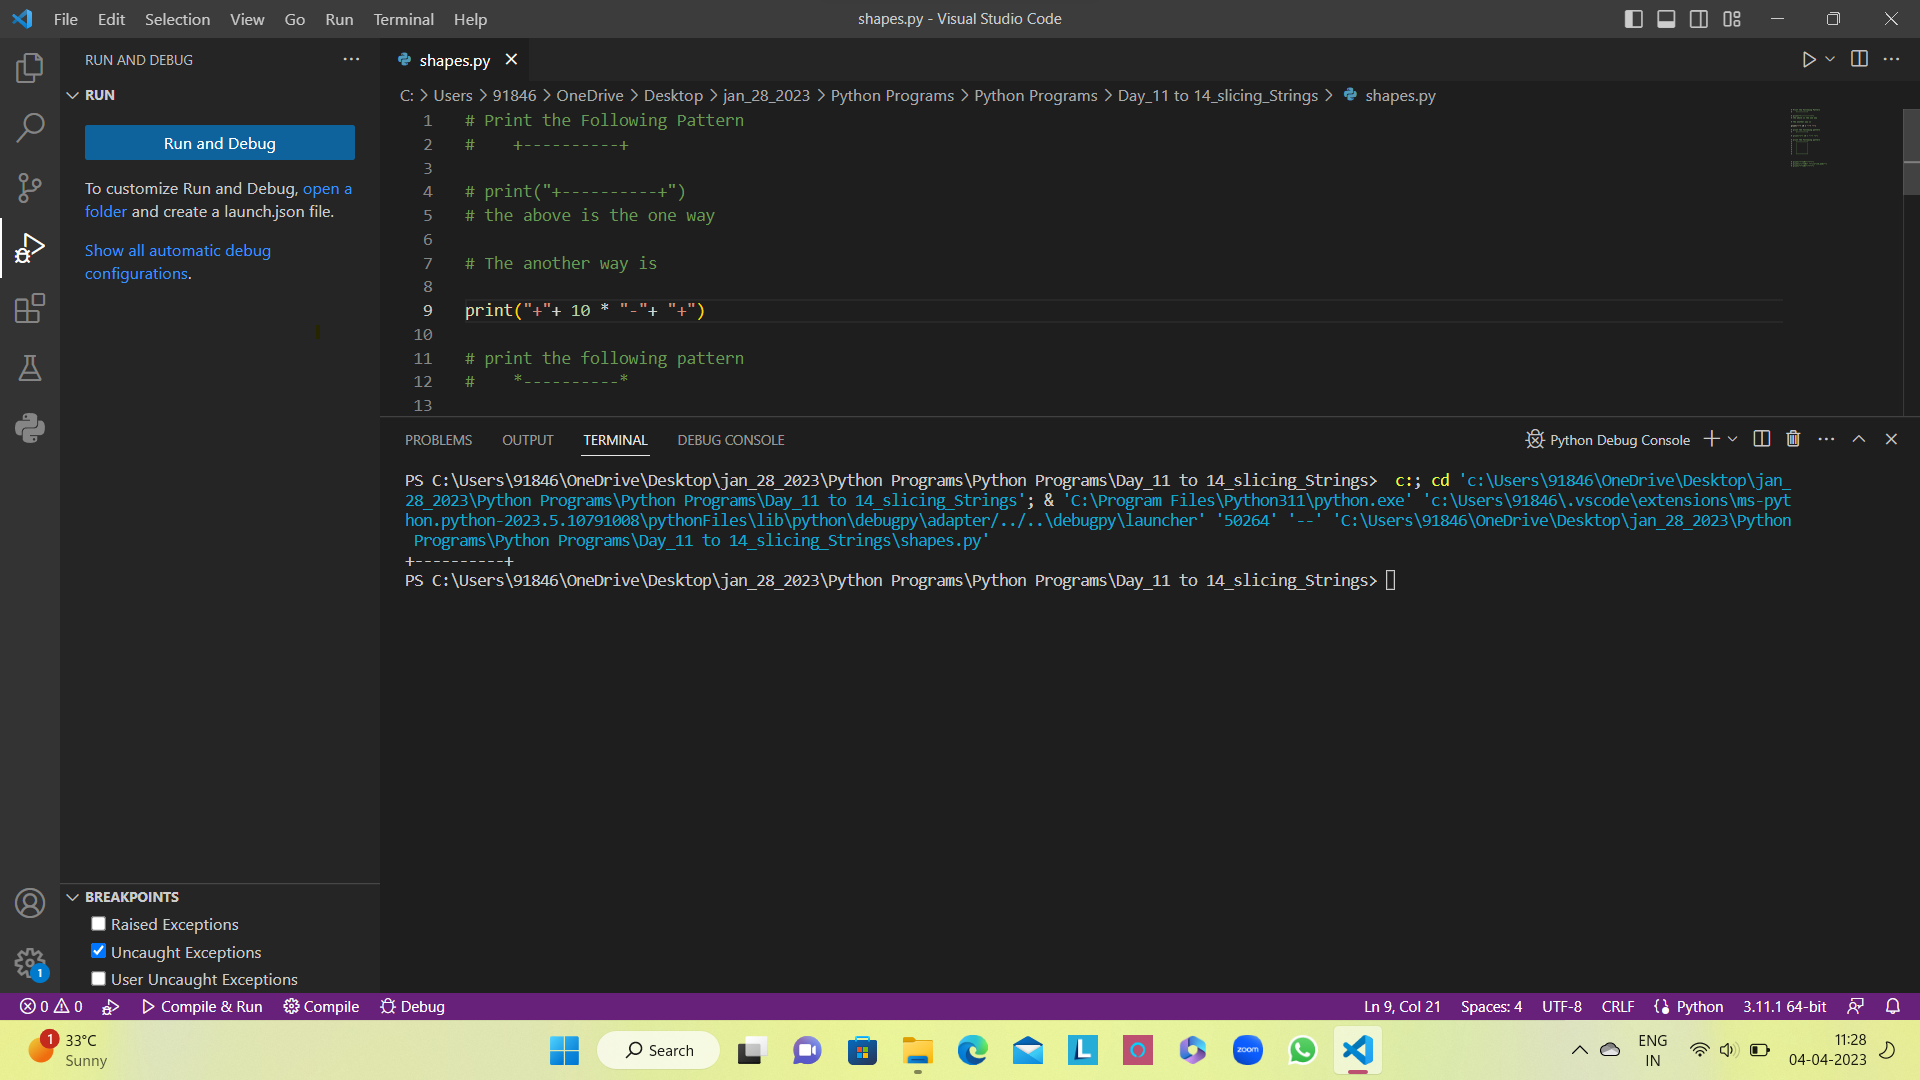 File Edit Selection View Go Run Terminal Help
shapes.py - Visual Studio Code
RUN AND DEBUG
RUN
Run and Debug
To customize Run and Debug, open a
folder and create a launch.json file.
Show all automatic debug
configurations.
shapes.py
C: > Users > 91846 > OneDrive > Desktop > jan_28_2023 > Python Programs > Python Programs > Day_11 to 14_slicing_Strings > shapes.py
1 # Print the Following Pattern
2 #    +----------+
3
4 # print("+----------+")
5 # the above is the one way
6
7 # The another way is
8
9 print("+"+ 10 * "-"+ "+")
10
11 # print the following pattern
12 #    *----------*
13
PROBLEMS OUTPUT TERMINAL DEBUG CONSOLE
Python Debug Console
PS C:\Users\91846\OneDrive\Desktop\jan_28_2023\Python Programs\Python Programs\Day_11 to 14_slicing_Strings>  c:; cd 'c:\Users\91846\OneDrive\Desktop\jan_
28_2023\Python Programs\Python Programs\Day_11 to 14_slicing_Strings'; & 'C:\Program Files\Python311\python.exe' 'c:\Users\91846\.vscode\extensions\ms-pyt
hon.python-2023.5.10791008\pythonFiles\lib\python\debugpy\adapter/../..\debugpy\launcher' '50264' '--' 'C:\Users\91846\OneDrive\Desktop\jan_28_2023\Python
Programs\Python Programs\Day_11 to 14_slicing_Strings\shapes.py'
+----------+
PS C:\Users\91846\OneDrive\Desktop\jan_28_2023\Python Programs\Python Programs\Day_11 to 14_slicing_Strings>
BREAKPOINTS
Raised Exceptions
Uncaught Exceptions
User Uncaught Exceptions
1
0 0 Compile & Run Compile Debug
Ln 9, Col 21 Spaces: 4 UTF-8 CRLF Python 3.11.1 64-bit
1
33°C
Sunny
Search
zoom
ENG
IN
11:28
04-04-2023